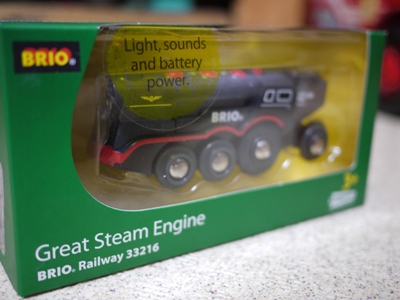 BRIO®
Light, sounds
and battery
power.
BRIO®
Great Steam Engine
BRIO® Railway 33216